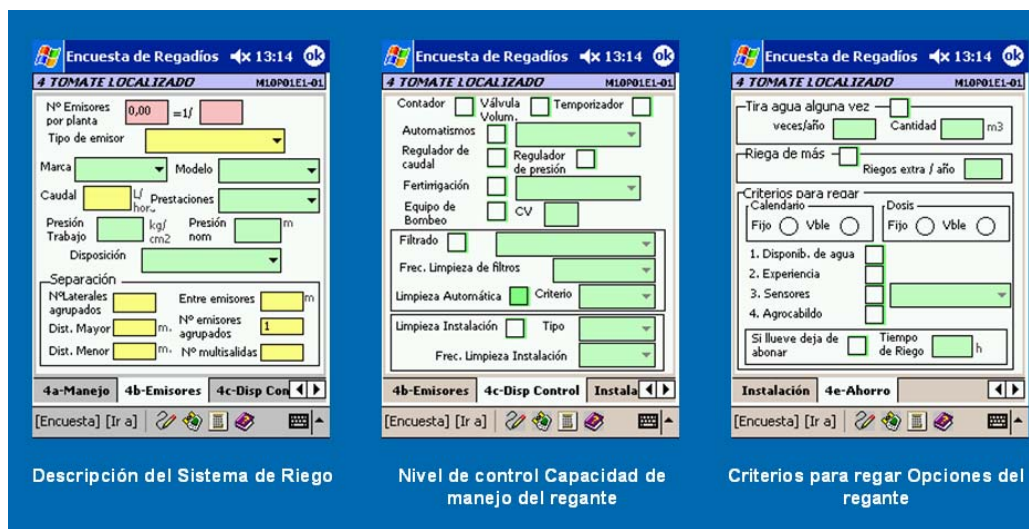 Encuesta de Regadíos 13:14 ok
4 TOMATE LOCALIZADO M10P01E1-01
Nº Emisores por planta 0,00 =1/
Tipo de emisor
Marca Modelo
Caudal L/ hora Prestaciones
Presión Trabajo kg/ cm2 Presión nom m
Disposición
Separación
NºLaterales agrupados Entre emisores m
Dist. Mayor m. Nº emisores agrupados 1
Dist. Menor m. Nº multisalidas
4a-Manejo 4b-Emisores 4c-Disp Con
[Encuesta] [Ir a]
Descripción del Sistema de Riego
Encuesta de Regadíos 13:14 ok
4 TOMATE LOCALIZADO M10P01E1-01
Contador Válvula Volum. Temporizador
Automatismos
Regulador de caudal Regulador de presión
Fertirrigación
Equipo de Bombeo CV
Filtrado
Frec. Limpieza de filtros
Limpieza Automática Criterio
Limpieza Instalación Tipo
Frec. Limpieza Instalación
4b-Emisores 4c-Disp Control Instala
[Encuesta] [Ir a]
Nivel de control Capacidad de
manejo del regante
Encuesta de Regadíos 13:14 ok
4 TOMATE LOCALIZADO M10P01E1-01
Tira agua alguna vez
veces/año Cantidad m3
Riega de más
Riegos extra / año
Criterios para regar
Calendario Dosis
Fijo Vble Fijo Vble
1. Disponib. de agua
2. Experiencia
3. Sensores
4. Agrocabildo
Si llueve deja de abonar Tiempo de Riego h
Instalación 4e-Ahorro
[Encuesta] [Ir a]
Criterios para regar Opciones del
regante